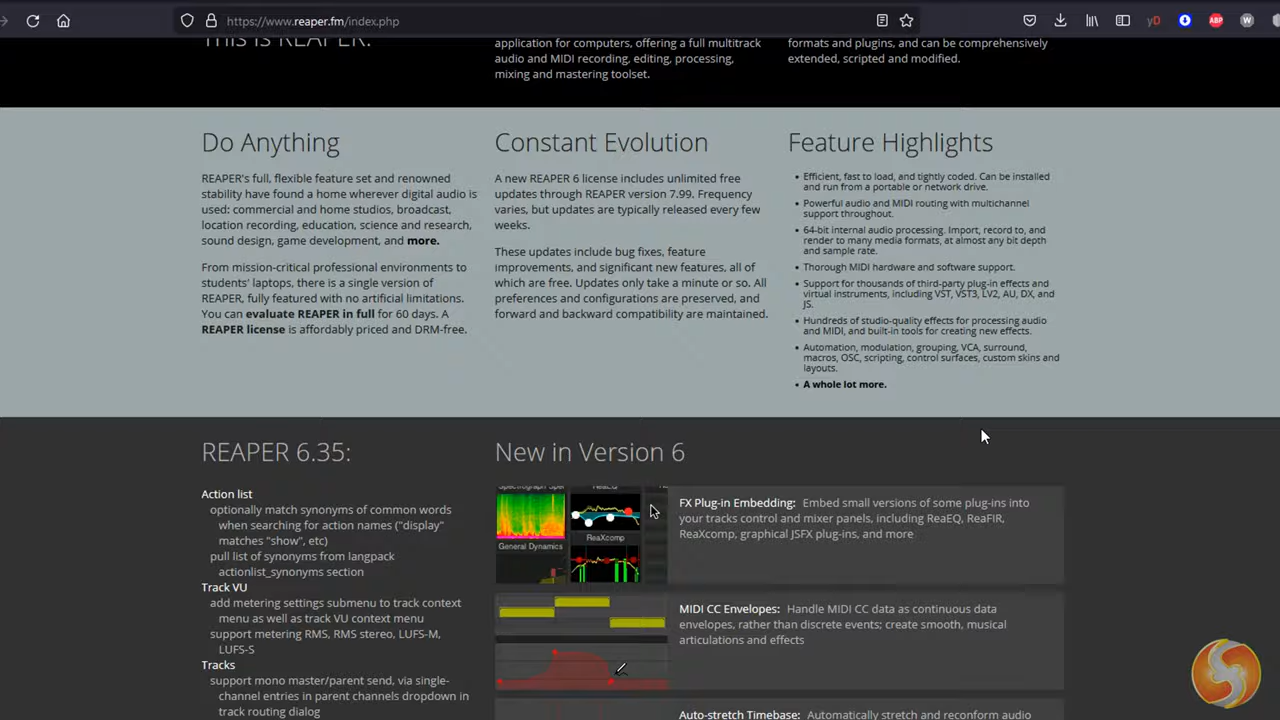 https://www.reaper.fm/index.php
THIS IS REAPER:
application for computers, offering a full multitrack
audio and MIDI recording, editing, processing,
mixing and mastering toolset.
formats and plugins, and can be comprehensively
extended, scripted and modified.
Do Anything
REAPER's full, flexible feature set and renowned
stability have found a home wherever digital audio is
used: commercial and home studios, broadcast,
location recording, education, science and research,
sound design, game development, and more.
From mission-critical professional environments to
students' laptops, there is a single version of
REAPER, fully featured with no artificial limitations.
You can evaluate REAPER in full for 60 days. A
REAPER license is affordably priced and DRM-free.
Constant Evolution
A new REAPER 6 license includes unlimited free
updates through REAPER version 7.99. Frequency
varies, but updates are typically released every few
weeks.
These updates include bug fixes, feature
improvements, and significant new features, all of
which are free. Updates only take a minute or so. All
preferences and configurations are preserved, and
forward and backward compatibility are maintained.
Feature Highlights
• Efficient, fast to load, and tightly coded. Can be installed
and run from a portable or network drive.
• Powerful audio and MIDI routing with multichannel
support throughout.
• 64-bit internal audio processing. Import, record to, and
render to many media formats, at almost any bit depth
and sample rate.
• Thorough MIDI hardware and software support.
• Support for thousands of third-party plug-in effects and
virtual instruments, including VST, VST3, LV2, AU, DX, and
JS.
• Hundreds of studio-quality effects for processing audio
and MIDI, and built-in tools for creating new effects.
• Automation, modulation, grouping, VCA, surround,
macros, OSC, scripting, control surfaces, custom skins and
layouts.
• A whole lot more.
REAPER 6.35:
Action list
optionally match synonyms of common words
when searching for action names ("display"
matches "show", etc)
pull list of synonyms from langpack
actionlist_synonyms section
Track VU
add metering settings submenu to track context
menu as well as track VU context menu
support metering RMS, RMS stereo, LUFS-M,
LUFS-S
Tracks
support mono master/parent send, via single-
channel entries in parent channels dropdown in
track routing dialog
New in Version 6
General Dynamics
ReaXcomp
FX Plug-in Embedding: Embed small versions of some plug-ins into
your tracks control and mixer panels, including ReaEQ, ReaFIR,
ReaXcomp, graphical JSFX plug-ins, and more
MIDI CC Envelopes: Handle MIDI CC data as continuous data
envelopes, rather than discrete events; create smooth, musical
articulations and effects
Auto-stretch Timebase: Automatically stretch and reconform audio